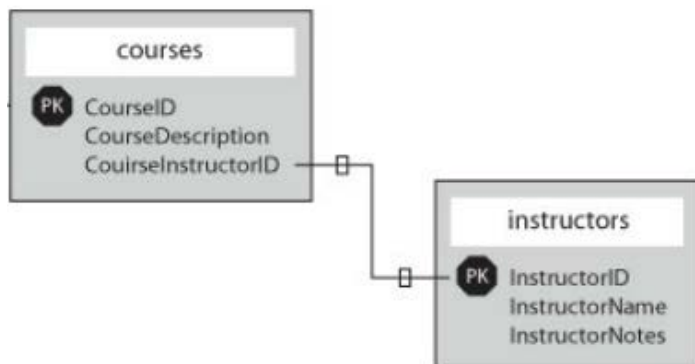 courses
PK CourseID
CourseDescription
CouirseInstructorID
instructors
PK InstructorID
InstructorName
InstructorNotes